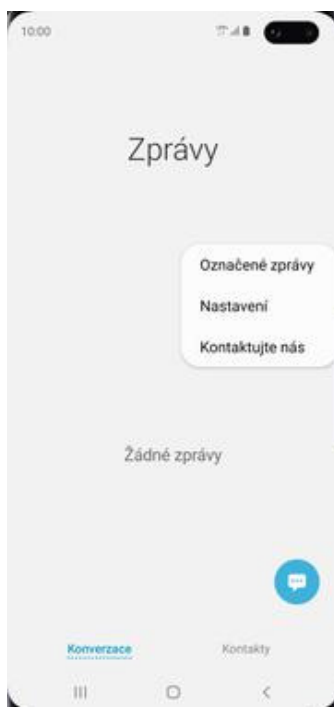 10:00
Zprávy
Označené zprávy
Nastavení
Kontaktujte nás
Žádné zprávy
Konverzace
Kontakty